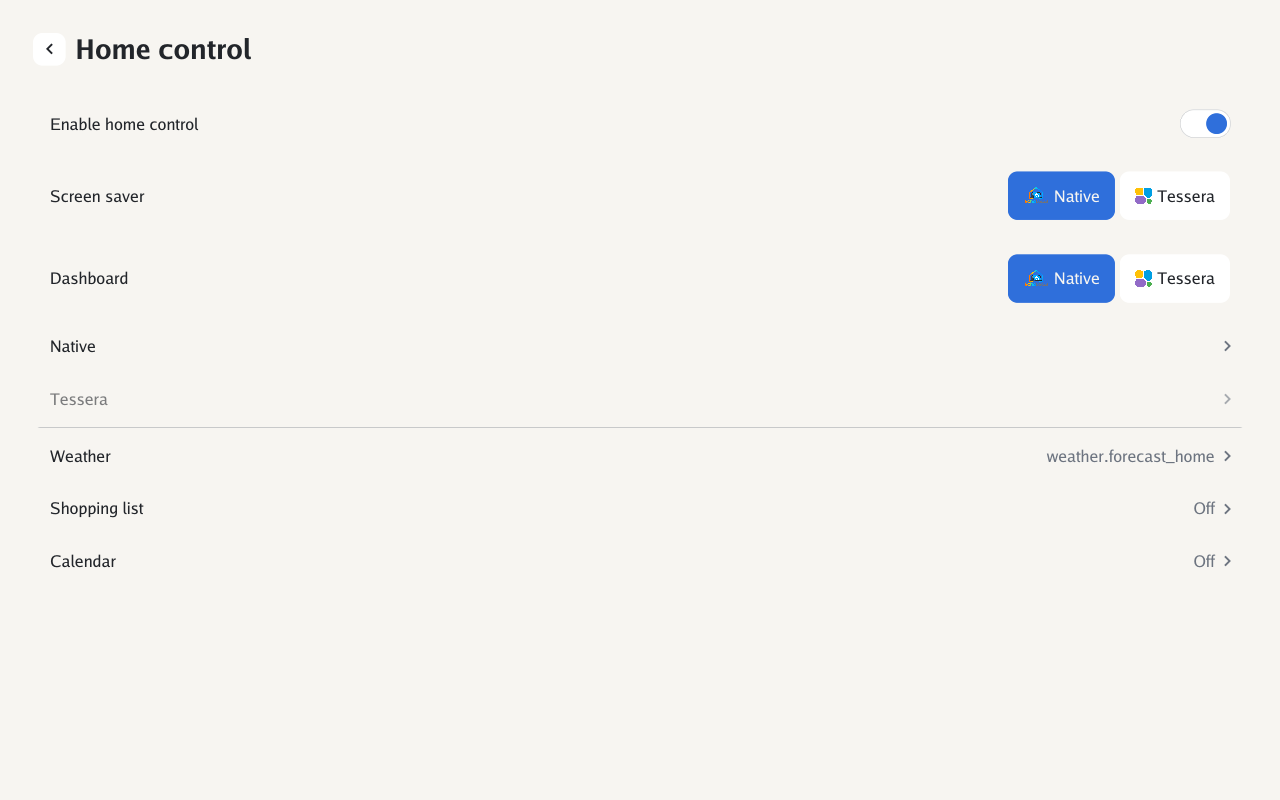 Home control
Enable home control
Screen saver
Native
Tessera
Dashboard
Native
Tessera
Native
Tessera
Weather
weather.forecast_home
Shopping list
Off
Calendar
Off